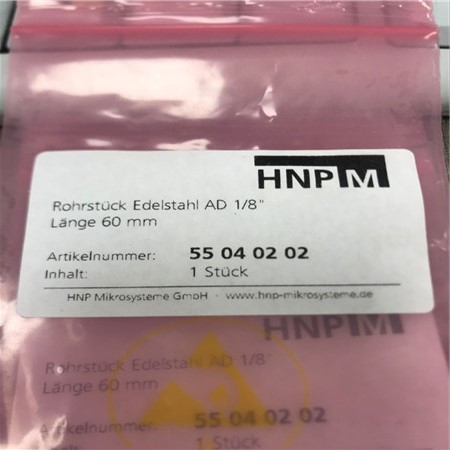 HNP M
Rohrstück Edelstahl AD 1/8"
Länge 60 mm
Artikelnummer: 55 04 02 02
Inhalt: 1 Stück
HNP Mikrosysteme GmbH · www.hnp-mikrosysteme.de
HNP M
Rohrstück Edelstahl AD 1/8"
Länge 60 mm
Artikelnummer: 55 04 02 02
1 Stück